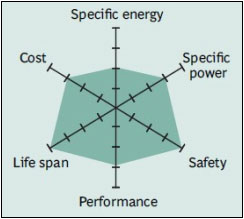 Specific energy
Cost
Specific
power
Life span
Safety
Performance